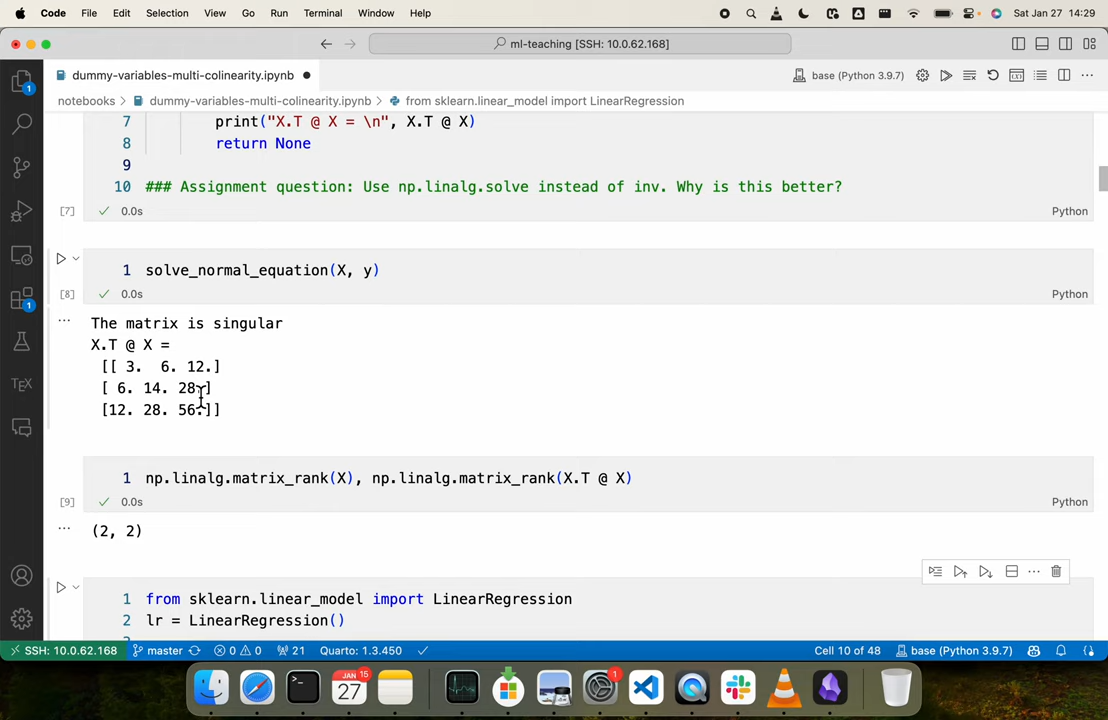 Code File Edit Selection View Go Run Terminal Window Help Sat Jan 27 14:29
ml-teaching [SSH: 10.0.62.168]
dummy-variables-multi-colinearity.ipynb
base (Python 3.9.7)
notebooks > dummy-variables-multi-colinearity.ipynb > from sklearn.linear_model import LinearRegression
7 print("X.T @ X = \n", X.T @ X)
8 return None
9
10 ### Assignment question: Use np.linalg.solve instead of inv. Why is this better?
[7] 0.0s Python
1 solve_normal_equation(X, y)
[8] 0.0s Python
The matrix is singular
X.T @ X =
[[ 3. 6. 12.]
[ 6. 14. 28.]
[12. 28. 56.]]
1 np.linalg.matrix_rank(X), np.linalg.matrix_rank(X.T @ X)
[9] 0.0s Python
(2, 2)
1 from sklearn.linear_model import LinearRegression
2 lr = LinearRegression()
SSH: 10.0.62.168 master 0 0 21 Quarto: 1.3.450 Cell 10 of 48 base (Python 3.9.7)
JAN 15
27
1